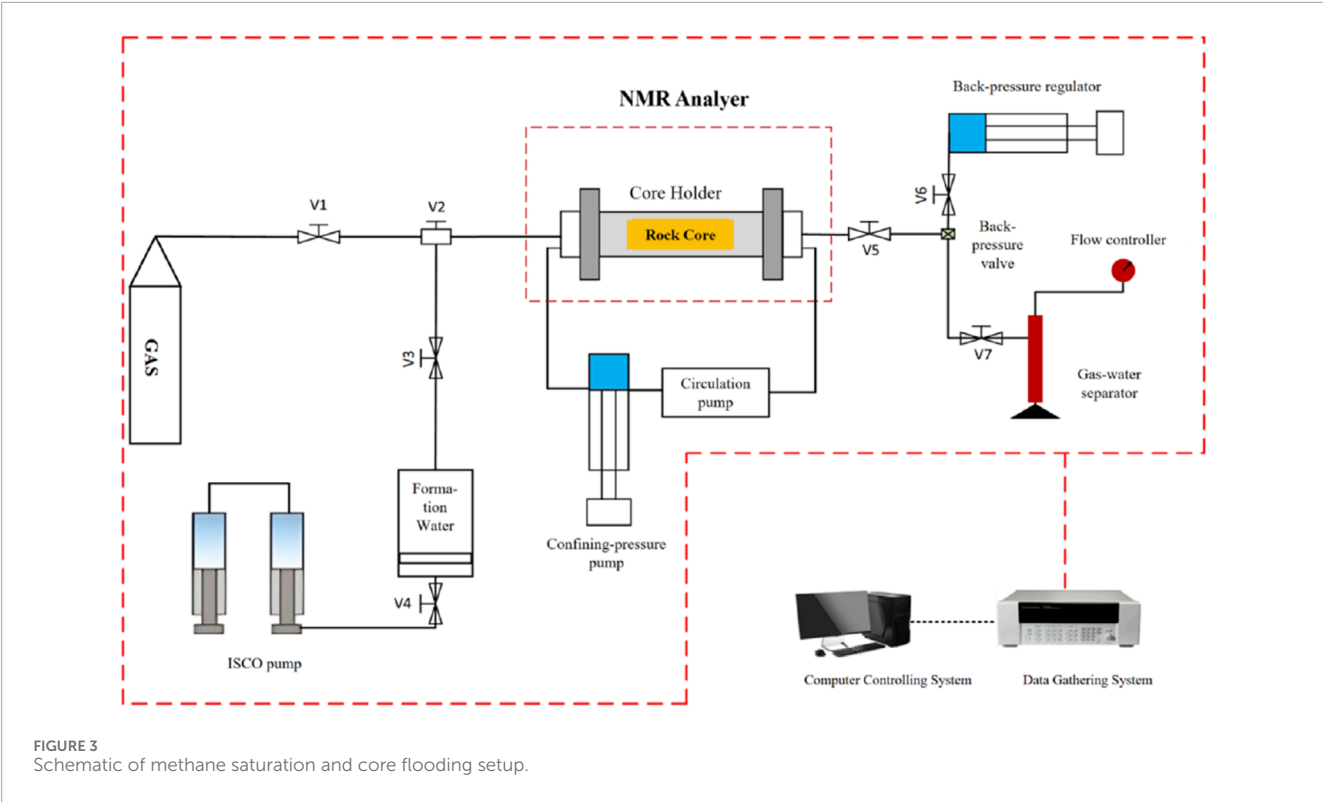 NMR Analyer
Back-pressure regulator
Core Holder
Rock Core
V1
V2
V6
V5
Back-
pressure
valve
Flow controller
GAS
V3
Circulation
pump
V7
Gas-water
separator
Forma-
tion
Water
Confining-pressure
pump
V4
ISCO pump
Computer Controlling System
Data Gathering System
FIGURE 3
Schematic of methane saturation and core flooding setup.